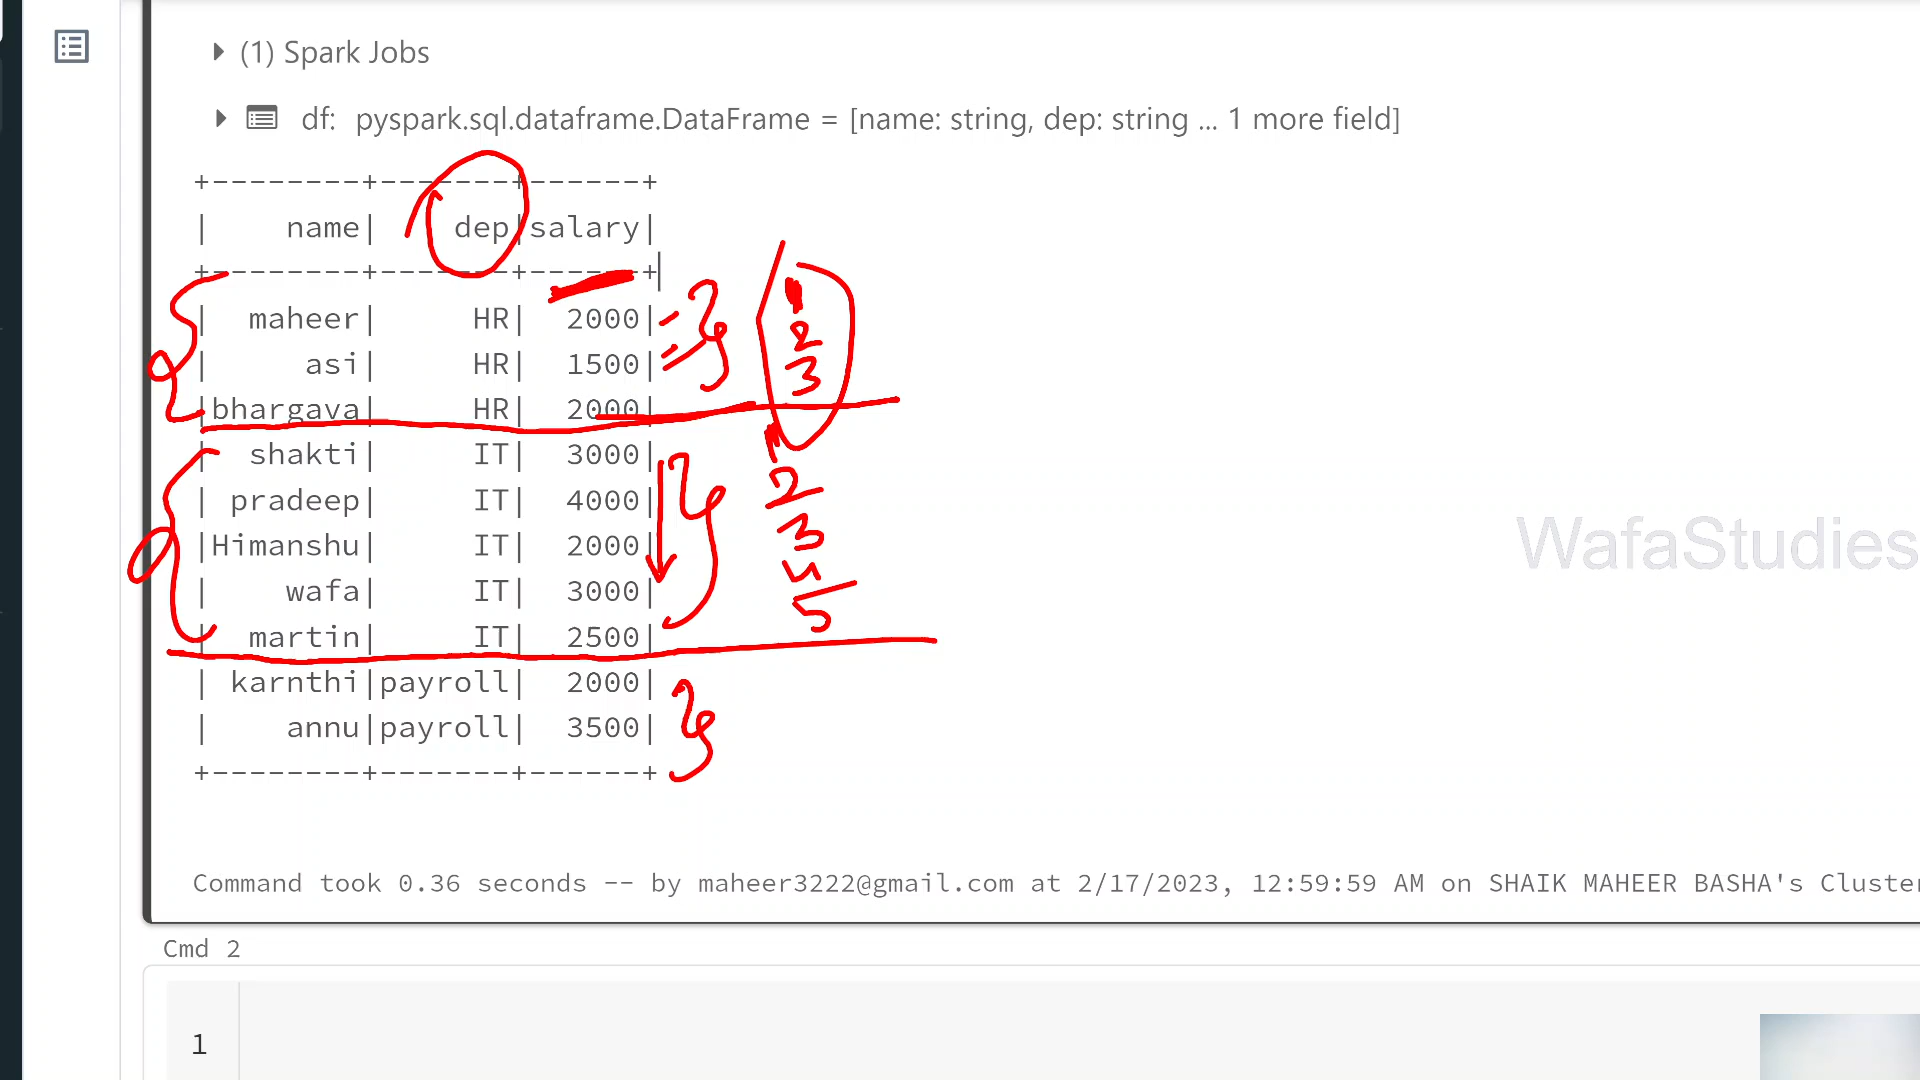 (1) Spark Jobs
df: pyspark.sql.dataframe.DataFrame = [name: string, dep: string ... 1 more field]
+--------+-------+------+
| name| dep|salary|
+--------+-------+------+
| maheer| HR| 2000|
| asi| HR| 1500| 1
2
3
|bhargava| HR| 2000|
| shakti| IT| 3000| 1
| pradeep| IT| 4000| 2
|Himanshu| IT| 2000| 3
| wafa| IT| 3000| 4
5
| martin| IT| 2500|
| karnthi|payroll| 2000|
| annu|payroll| 3500|
+--------+-------+------+
WafaStudies
Command took 0.36 seconds -- by maheer3222@gmail.com at 2/17/2023, 12:59:59 AM on SHAIK MAHEER BASHA's Cluster
Cmd 2
1